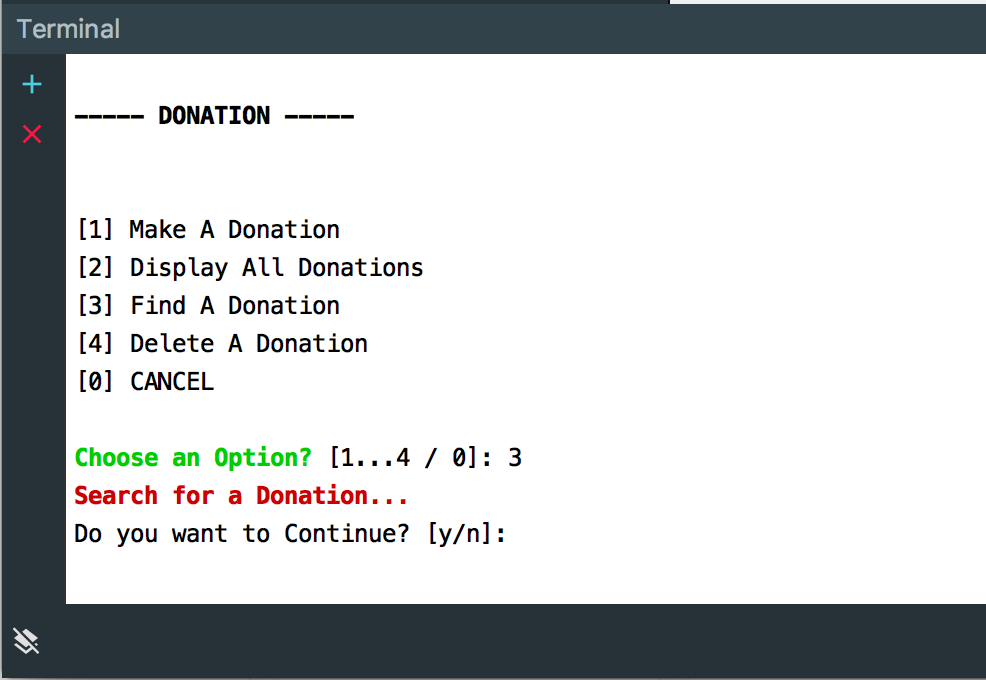 Terminal
----- DONATION -----
[1] Make A Donation
[2] Display All Donations
[3] Find A Donation
[4] Delete A Donation
[0] CANCEL
Choose an Option? [1...4 / 0]: 3
Search for a Donation...
Do you want to Continue? [y/n]: